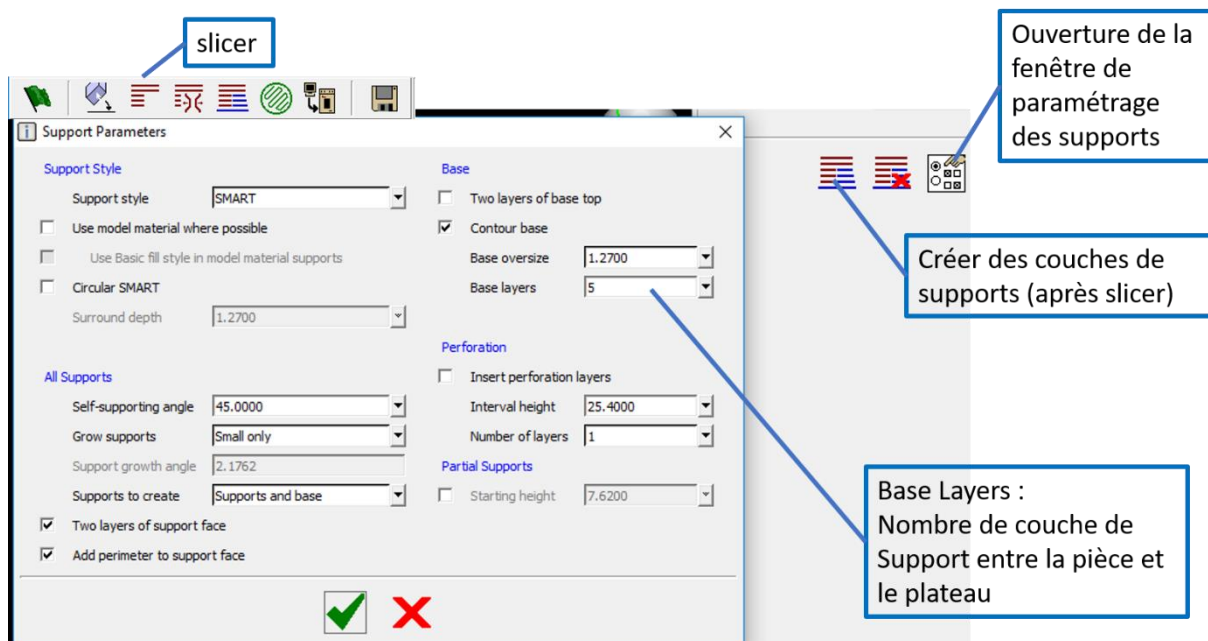 slicer
Ouverture de la
fenêtre de
paramétrage
des supports
Support Parameters
Support Style
Support style SMART
Use model material where possible
Use Basic fill style in model material supports
Circular SMART
Surround depth 1.2700
All Supports
Self-supporting angle 45.0000
Grow supports Small only
Support growth angle 2.1762
Supports to create Supports and base
Two layers of support face
Add perimeter to support face
Base
Two layers of base top
Contour base
Base oversize 1.2700
Base layers 5
Perforation
Insert perforation layers
Interval height 25.4000
Number of layers 1
Partial Supports
Starting height 7.6200
Créer des couches de
supports (après slicer)
Base Layers :
Nombre de couche de
Support entre la pièce et
le plateau